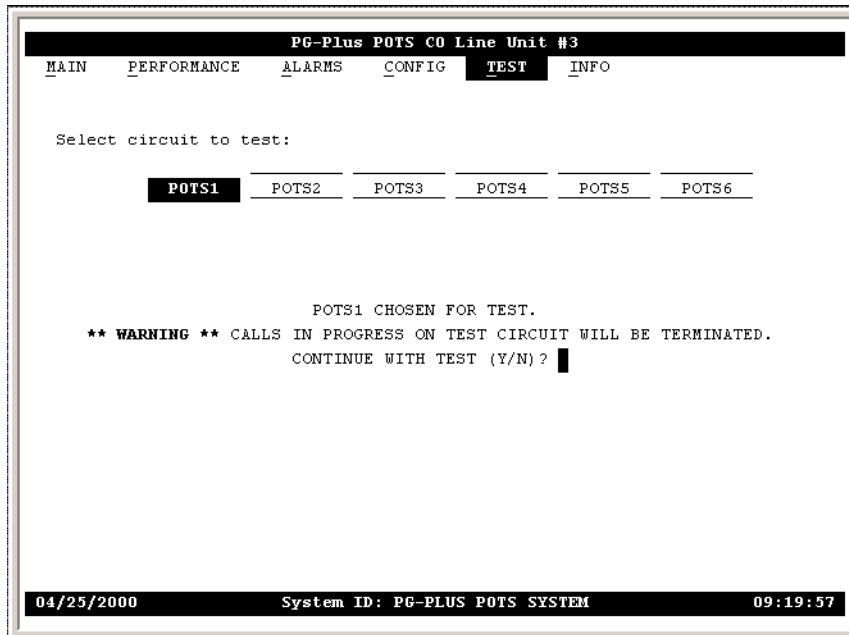 PG-Plus POTS CO Line Unit #3
MAIN PERFORMANCE ALARMS CONFIG TEST INFO
Select circuit to test:
POTS1 POTS2 POTS3 POTS4 POTS5 POTS6
POTS1 CHOSEN FOR TEST.
** WARNING ** CALLS IN PROGRESS ON TEST CIRCUIT WILL BE TERMINATED.
CONTINUE WITH TEST (Y/N)?
04/25/2000 System ID: PG-PLUS POTS SYSTEM 09:19:57